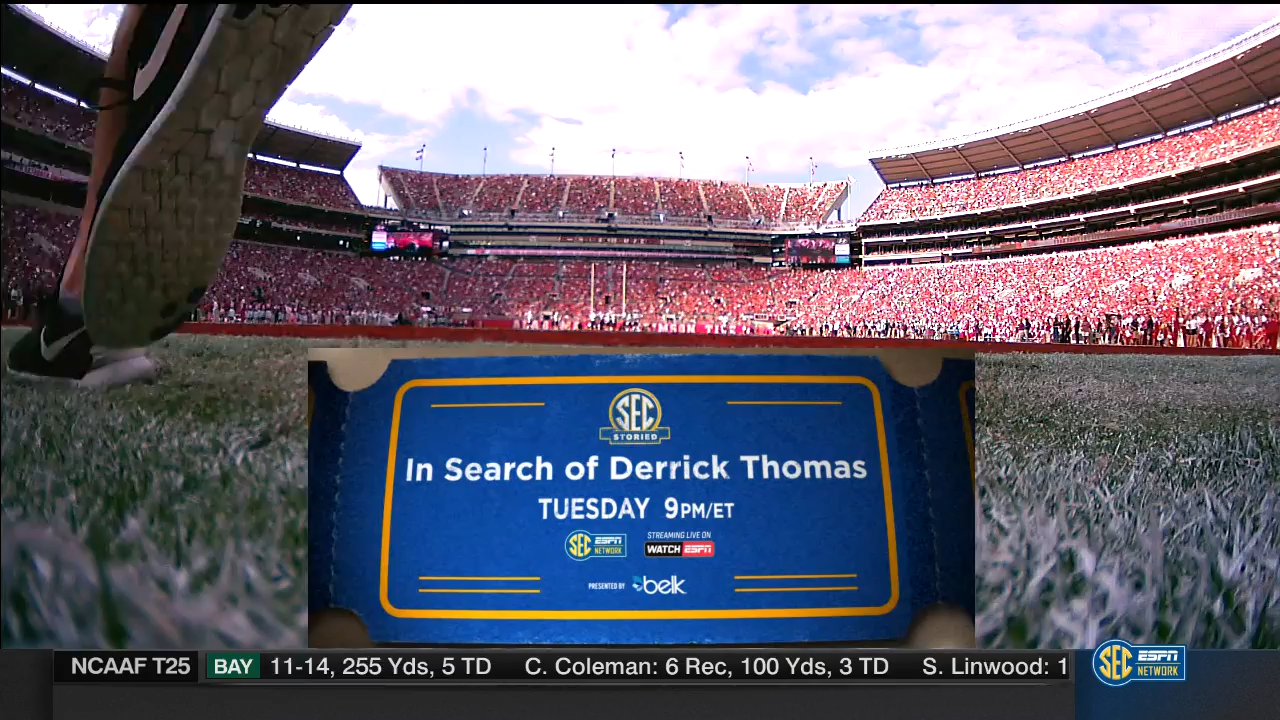 SEC
STORIED
In Search of Derrick Thomas
TUESDAY 9PM/ET
SEC ESPN NETWORK
STREAMING LIVE ON
WATCH ESPN
PRESENTED BY belk
NCAAF T25 BAY 11-14, 255 Yds, 5 TD C. Coleman: 6 Rec, 100 Yds, 3 TD S. Linwood: 1
SEC ESPN NETWORK